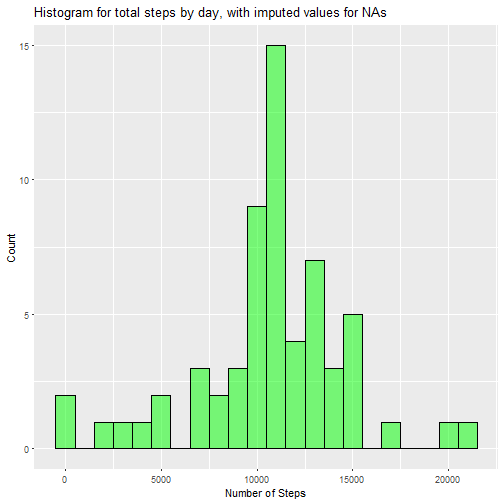 Histogram for total steps by day, with imputed values for NAs
15
10
5
0
Count
0 5000 10000 15000 20000
Number of Steps